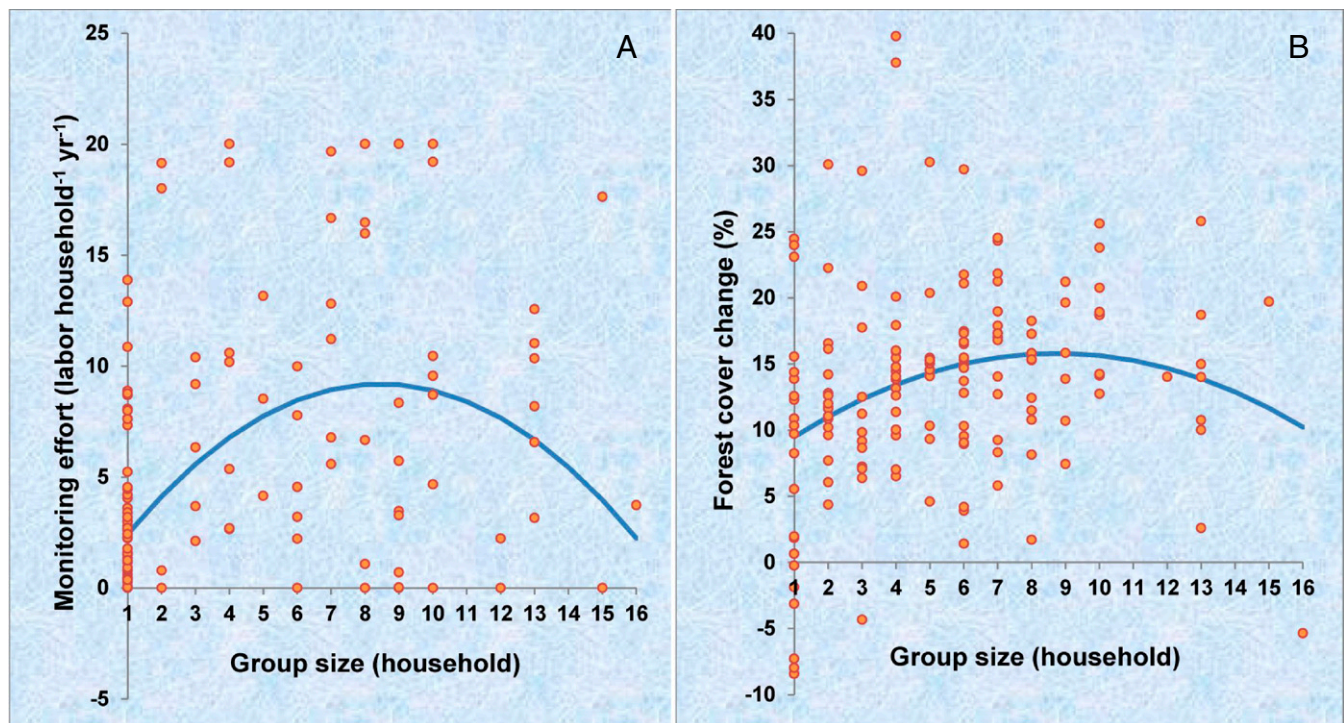 A
25
20
15
10
5
0
-5
Monitoring effort (labor household⁻¹ yr⁻¹)
1 2 3 4 5 6 7 8 9 10 11 12 13 14 15 16
Group size (household)
B
40
35
30
25
20
15
10
5
0
-5
-10
Forest cover change (%)
1 2 3 4 5 6 7 8 9 10 11 12 13 14 15 16
Group size (household)